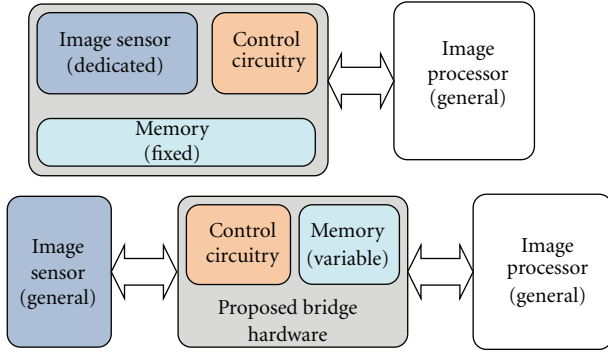 Image sensor
(dedicated)
Control
circuitry
Memory
(fixed)
Image
processor
(general)
Image
sensor
(general)
Control
circuitry
Memory
(variable)
Proposed bridge
hardware
Image
processor
(general)